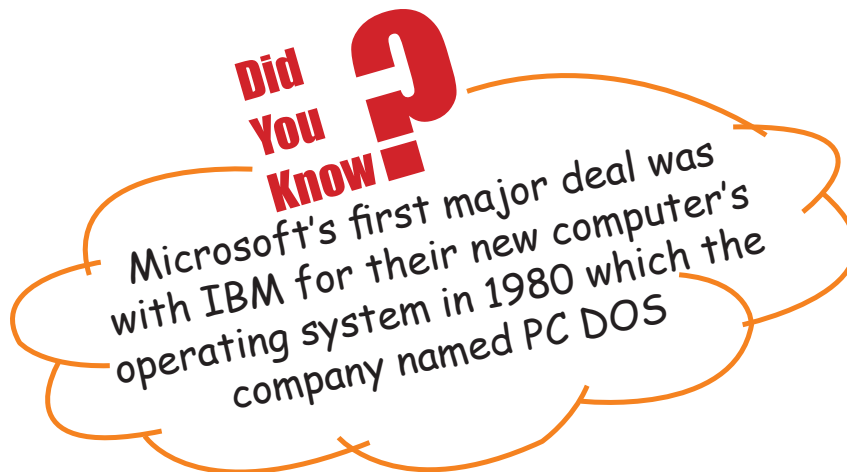 Did
You
Know
?
Microsoft's first major deal was
with IBM for their new computer's
operating system in 1980 which the
company named PC DOS